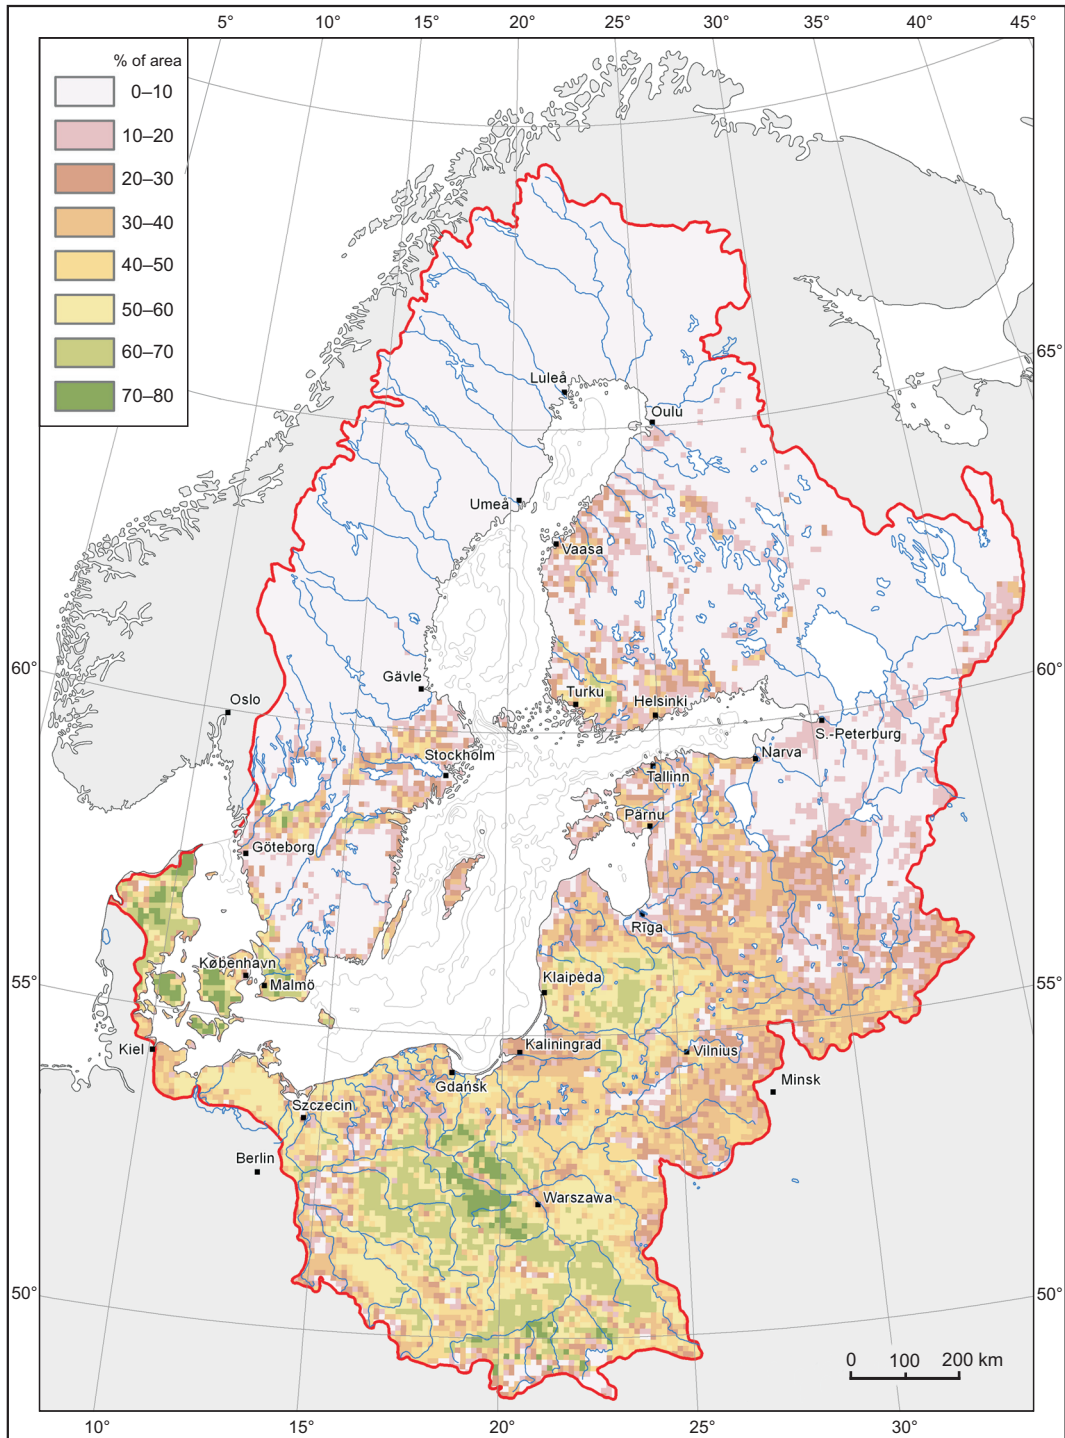 5° 10° 15° 20° 25° 30° 35° 40° 45°
% of area
0–10
10–20
20–30
30–40
40–50
50–60
60–70
70–80
65°
Luleå
Oulu
Umeå
Vaasa
60°
60°
Gävle
Turku
Oslo
Helsinki
S.-Peterburg
Stockholm
Narva
Tallinn
Pärnu
Göteborg
Rīga
København
Klaipėda
55°
55°
Malmö
Kiel
Kaliningrad
Vilnius
Gdańsk
Minsk
Szczecin
Berlin
Warszawa
50°
50°
0 100 200 km
10° 15° 20° 25° 30°